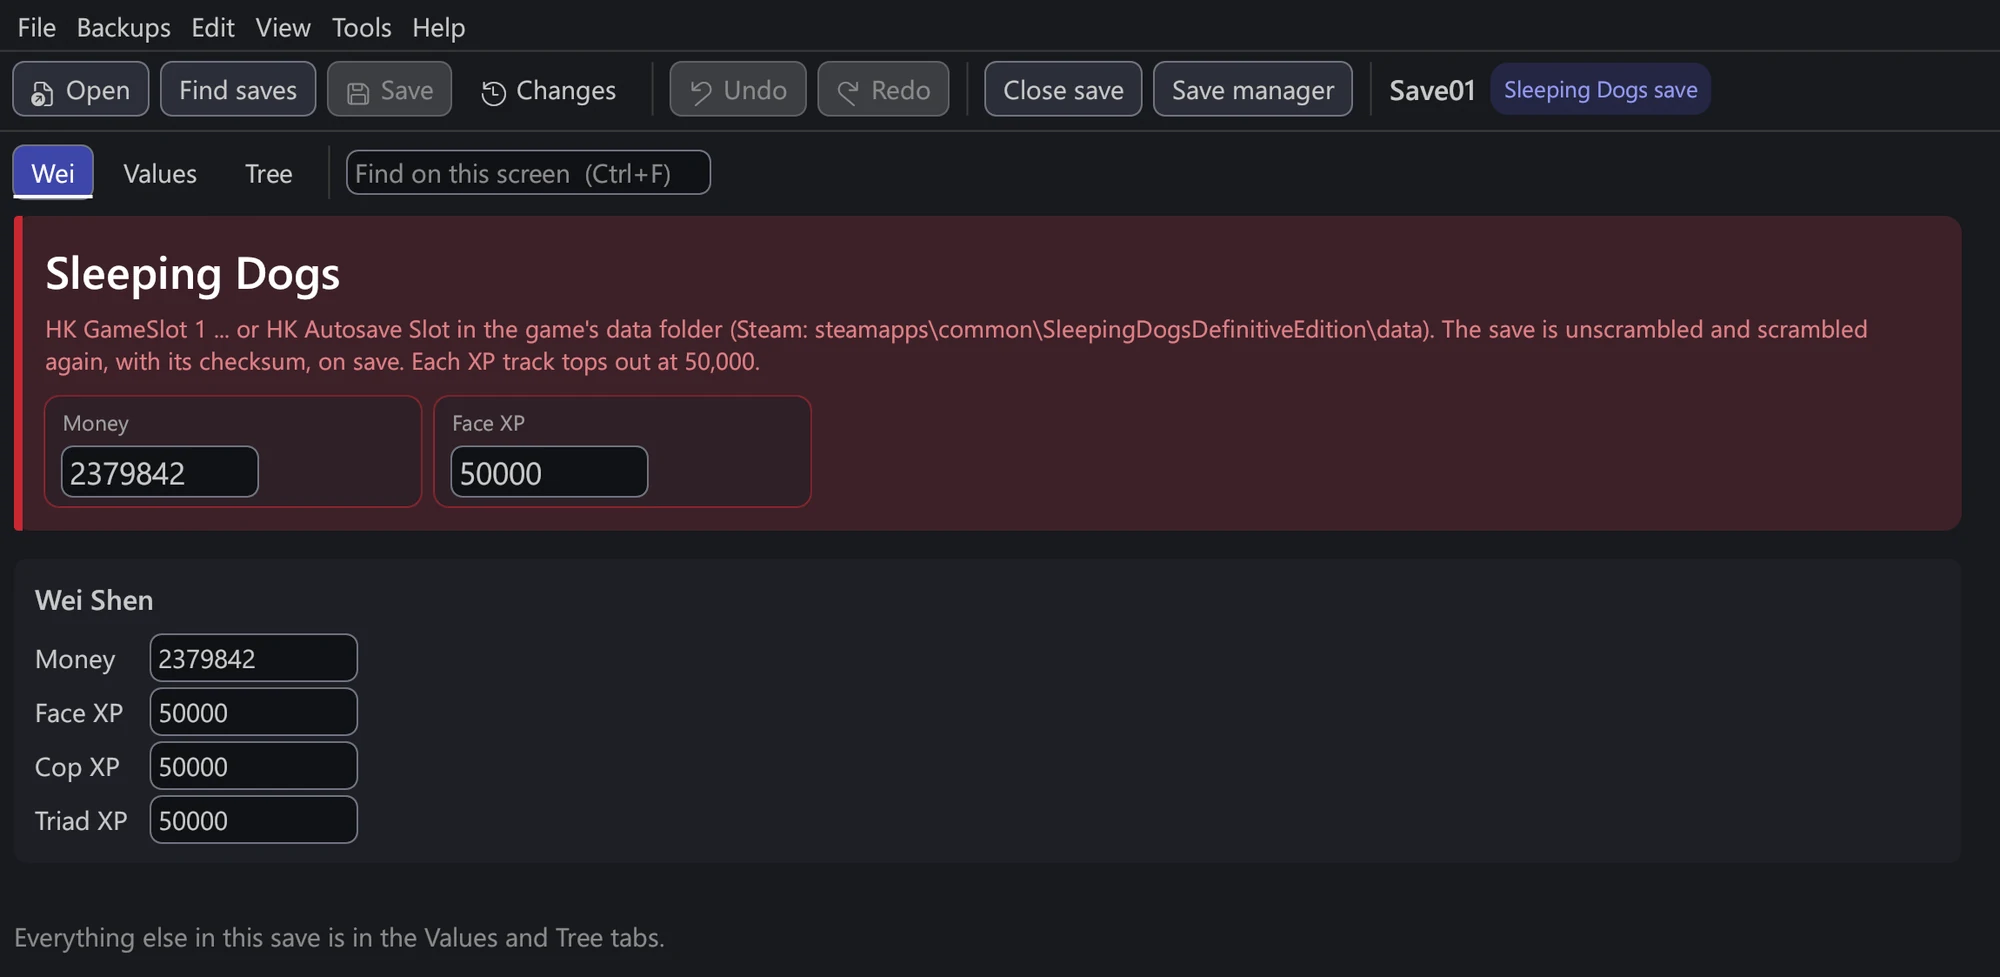 File Backups Edit View Tools Help
Open Find saves Save Changes Undo Redo Close save Save manager Save01 Sleeping Dogs save
Wei Values Tree Find on this screen (Ctrl+F)
Sleeping Dogs
HK GameSlot 1 ... or HK Autosave Slot in the game's data folder (Steam: steamapps\common\SleepingDogsDefinitiveEdition\data). The save is unscrambled and scrambled
again, with its checksum, on save. Each XP track tops out at 50,000.
Money Face XP
2379842 50000
Wei Shen
Money 2379842
Face XP 50000
Cop XP 50000
Triad XP 50000
Everything else in this save is in the Values and Tree tabs.